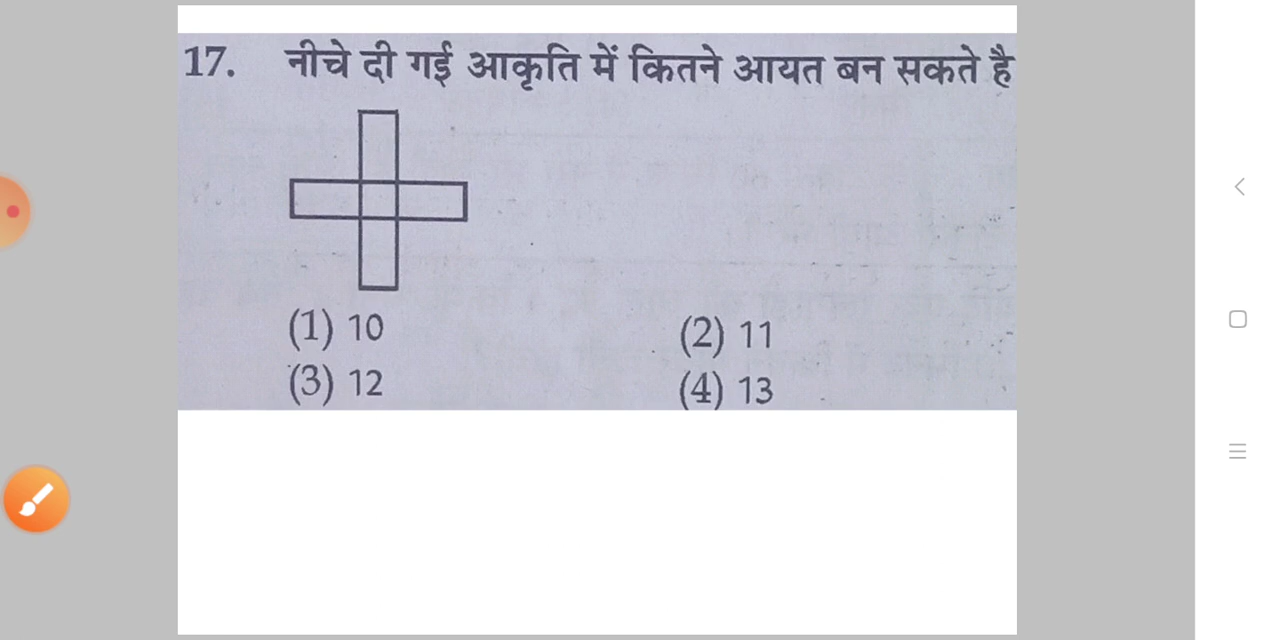 17. नीचे दी गई आकृति में कितने आयत बन सकते है
(1) 10 (2) 11
(3) 12 (4) 13